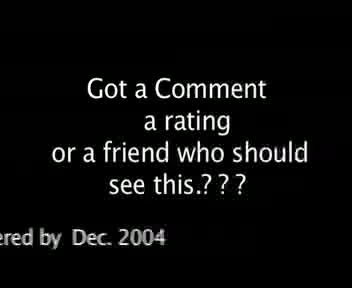 Got a Comment
a rating
or a friend who should
see this.? ? ?
ered by Dec. 2004